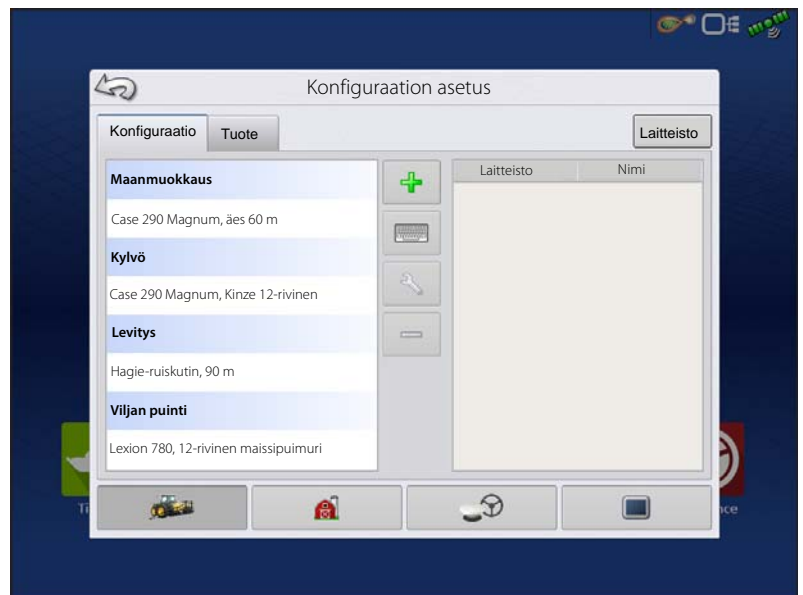 Konfiguraation asetus
Konfiguraatio
Tuote
Laitteisto
Maanmuokkaus
Case 290 Magnum, äes 60 m
Kylvö
Case 290 Magnum, Kinze 12-rivinen
Levitys
Hagie-ruiskutin, 90 m
Viljan puinti
Lexion 780, 12-rivinen maissipuimuri
Laitteisto Nimi